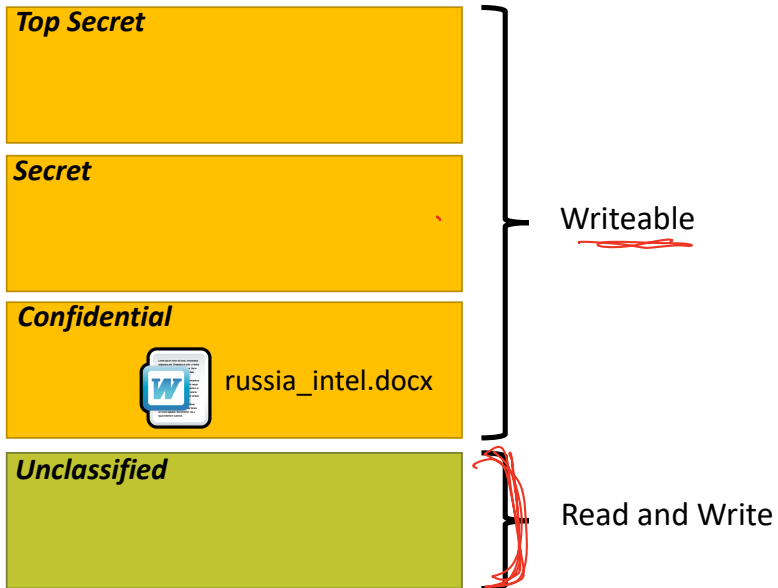 Top Secret
Secret
Writeable
Confidential
W
russia_intel.docx
Unclassified
Read and Write